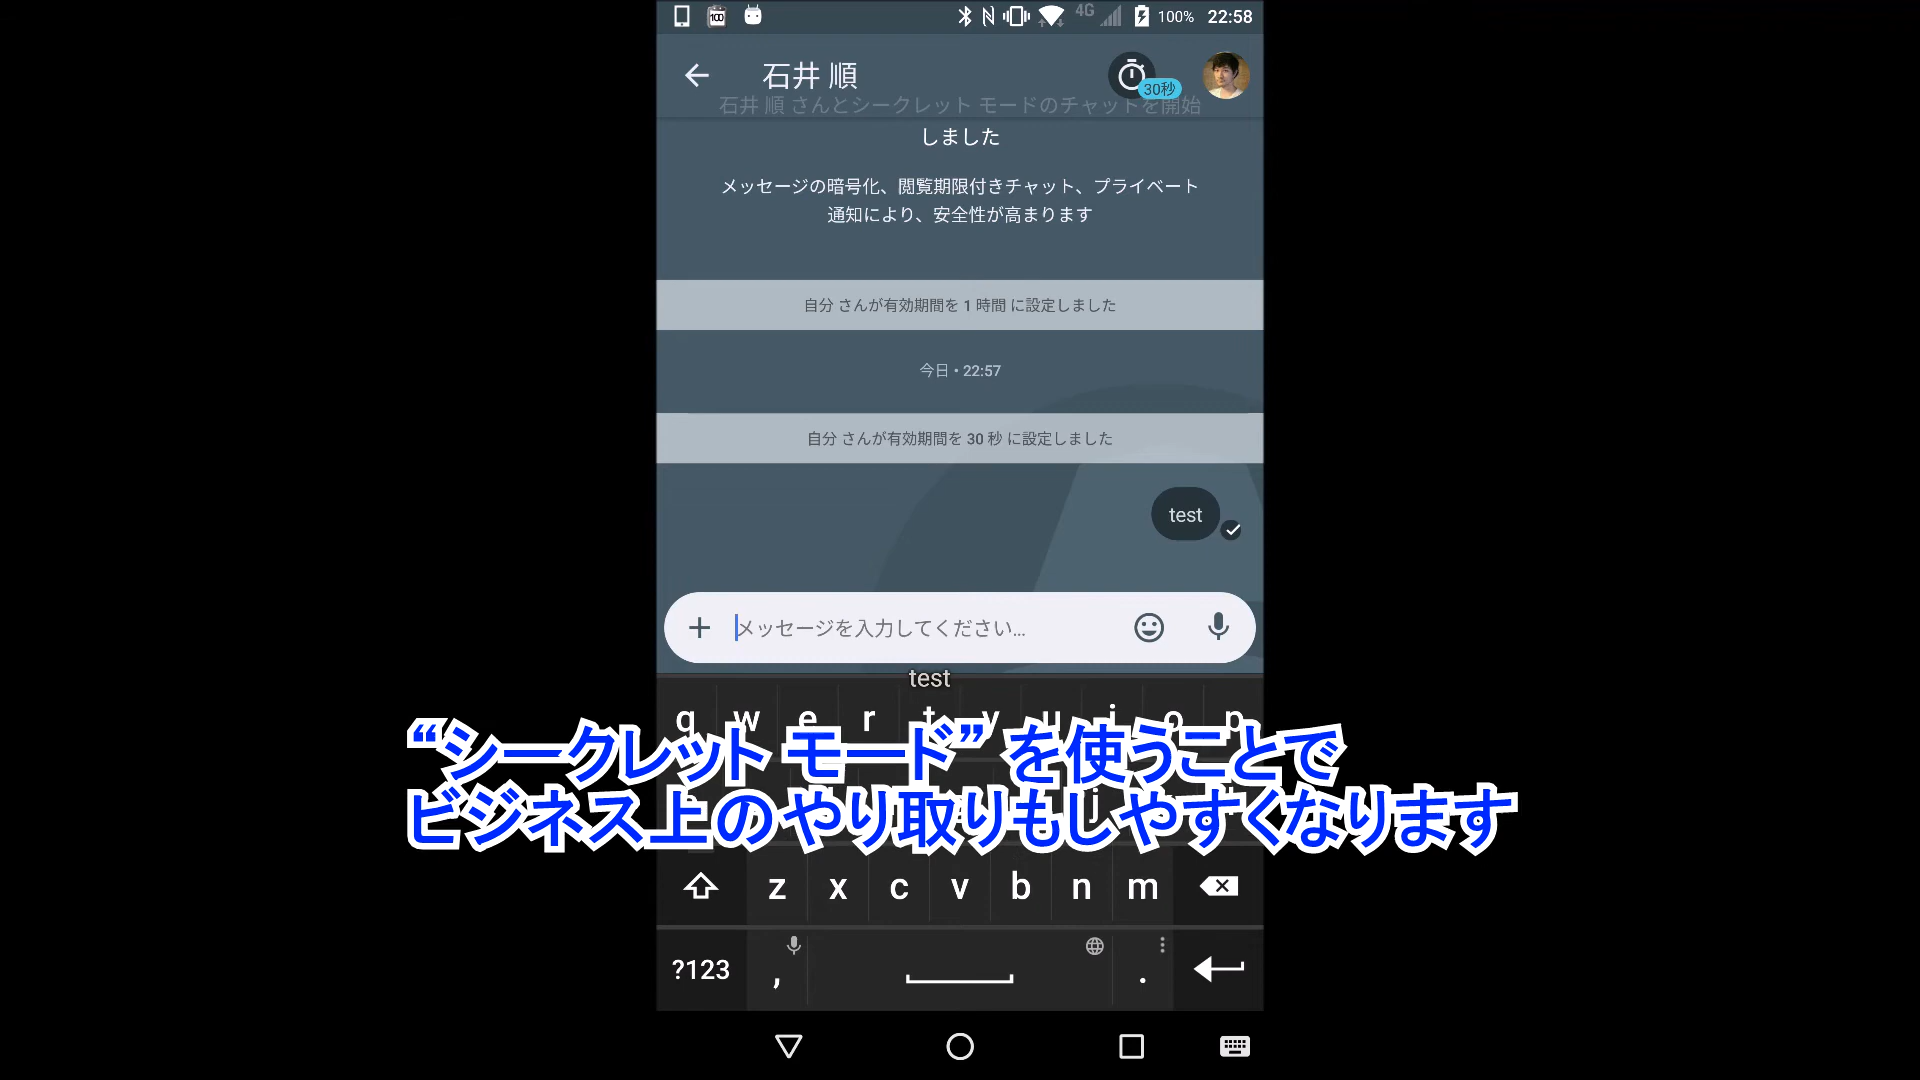 4G 100% 22:58
石井 順
30秒
石井 順 さんとシークレット モードのチャットを開始
しました
メッセージの暗号化、閲覧期限付きチャット、プライベート
通知により、安全性が高まります
自分 さんが有効期間を 1 時間 に設定しました
今日 • 22:57
自分 さんが有効期間を 30 秒 に設定しました
test
メッセージを入力してください...
test
q w e r t y u i o p
“シークレット モード” を使うことで
ビジネス上のやり取りもしやすくなります
z x c v b n m
?123 , .